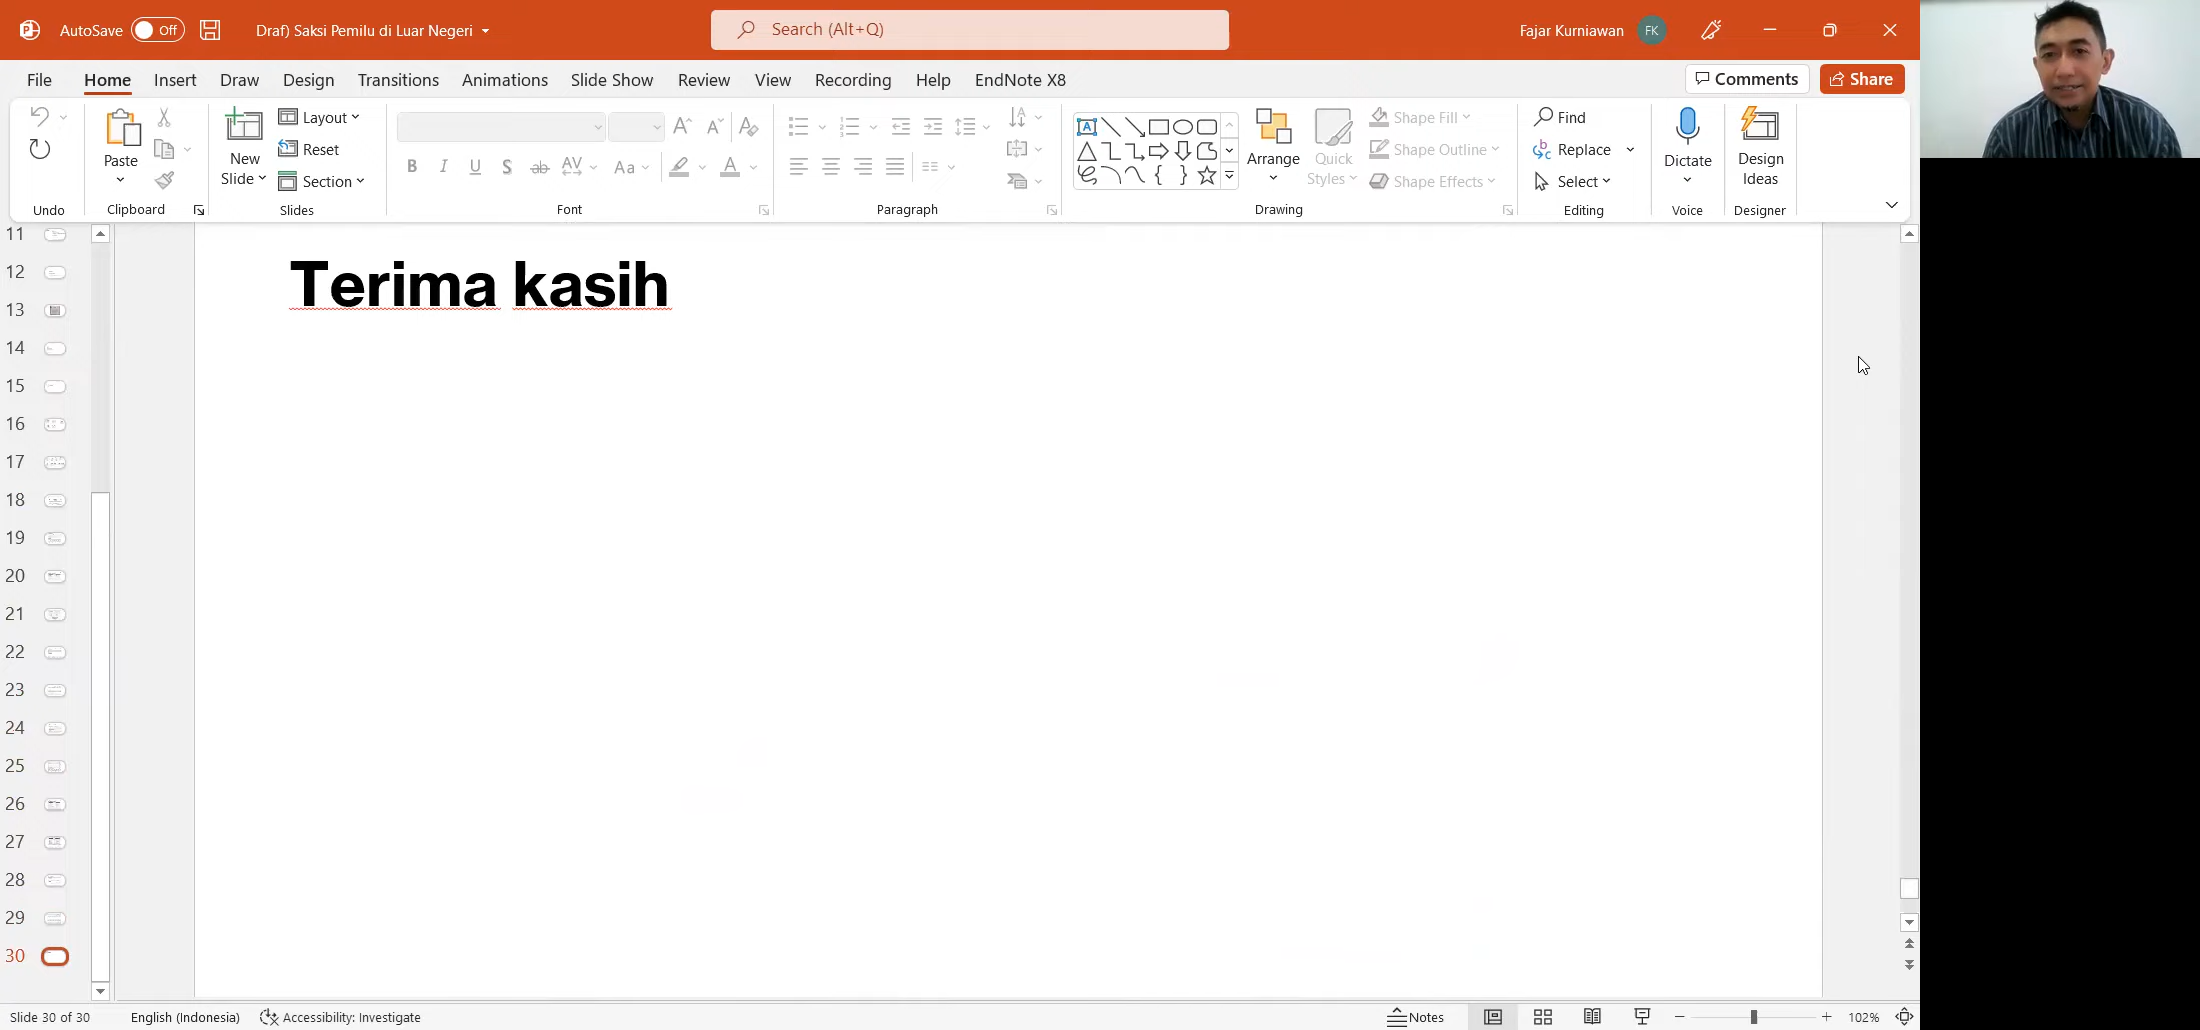 AutoSave Off Draf) Saksi Pemilu di Luar Negeri Search (Alt+Q) Fajar Kurniawan FK
File Home Insert Draw Design Transitions Animations Slide Show Review View Recording Help EndNote X8 Comments Share
Undo
Paste
Clipboard
New Slide
Layout
Reset
Section
Slides
B I U S ab AV Aa A
Font
Paragraph
Arrange
Quick Styles
Shape Fill
Shape Outline
Shape Effects
Drawing
Find
Replace
Select
Editing
Dictate
Voice
Design Ideas
Designer
11
12
13
14
15
16
17
18
19
20
21
22
23
24
25
26
27
28
29
30
Terima kasih
Slide 30 of 30 English (Indonesia) Accessibility: Investigate Notes 102%